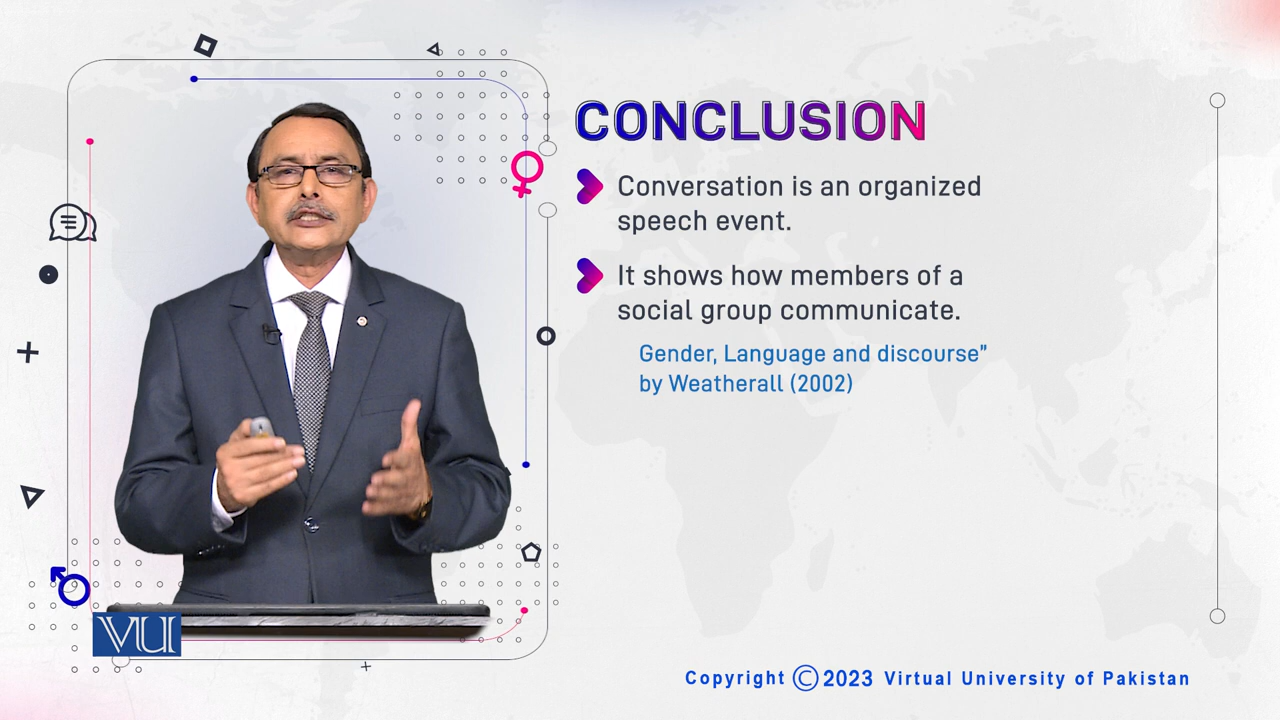 CONCLUSION
Conversation is an organized
speech event.
It shows how members of a
social group communicate.
Gender, Language and discourse”
by Weatherall (2002)
VU
Copyright ©2023 Virtual University of Pakistan